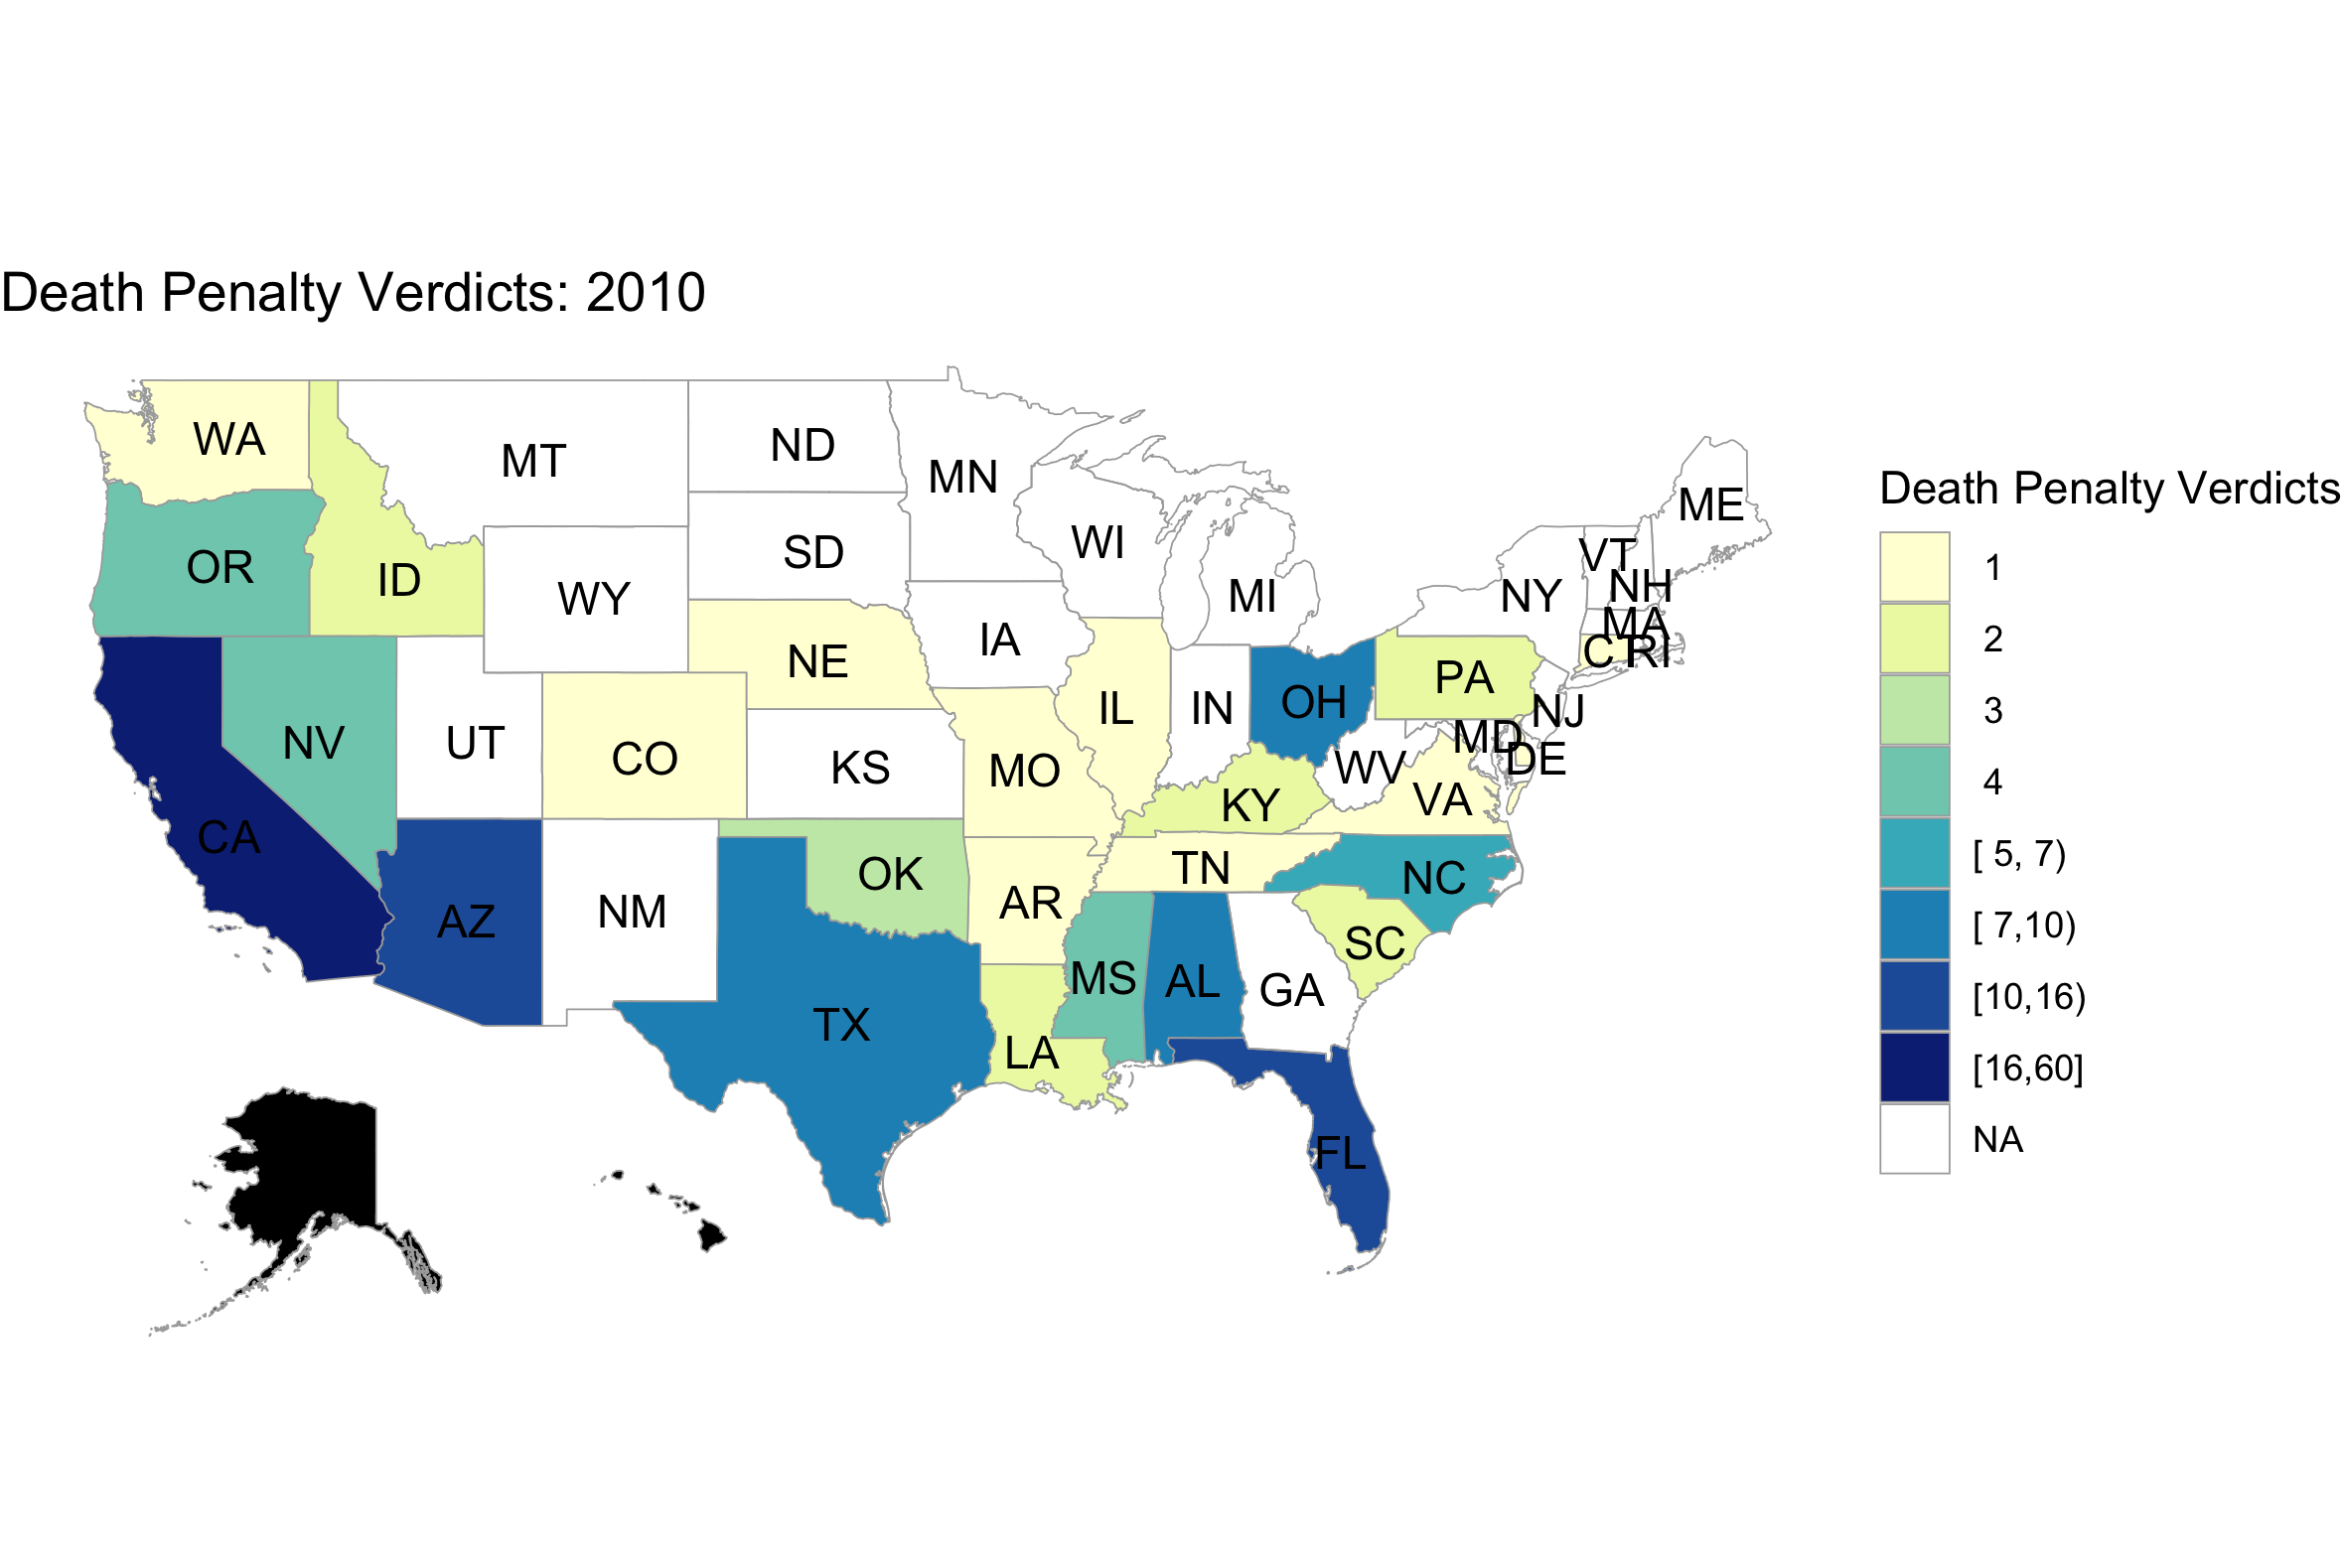 Death Penalty Verdicts: 2010
WA
MT
ND
MN
ME
OR
ID
WY
SD
WI
MI
NY
VT
NH
MA
CT
RI
NE
IA
PA
NV
UT
CO
KS
MO
IL
IN
OH
NJ
MD
DE
WV
VA
KY
CA
AZ
NM
OK
AR
TN
NC
SC
TX
LA
MS
AL
GA
FL
Death Penalty Verdicts
1
2
3
4
[ 5, 7)
[ 7,10)
[10,16)
[16,60]
NA